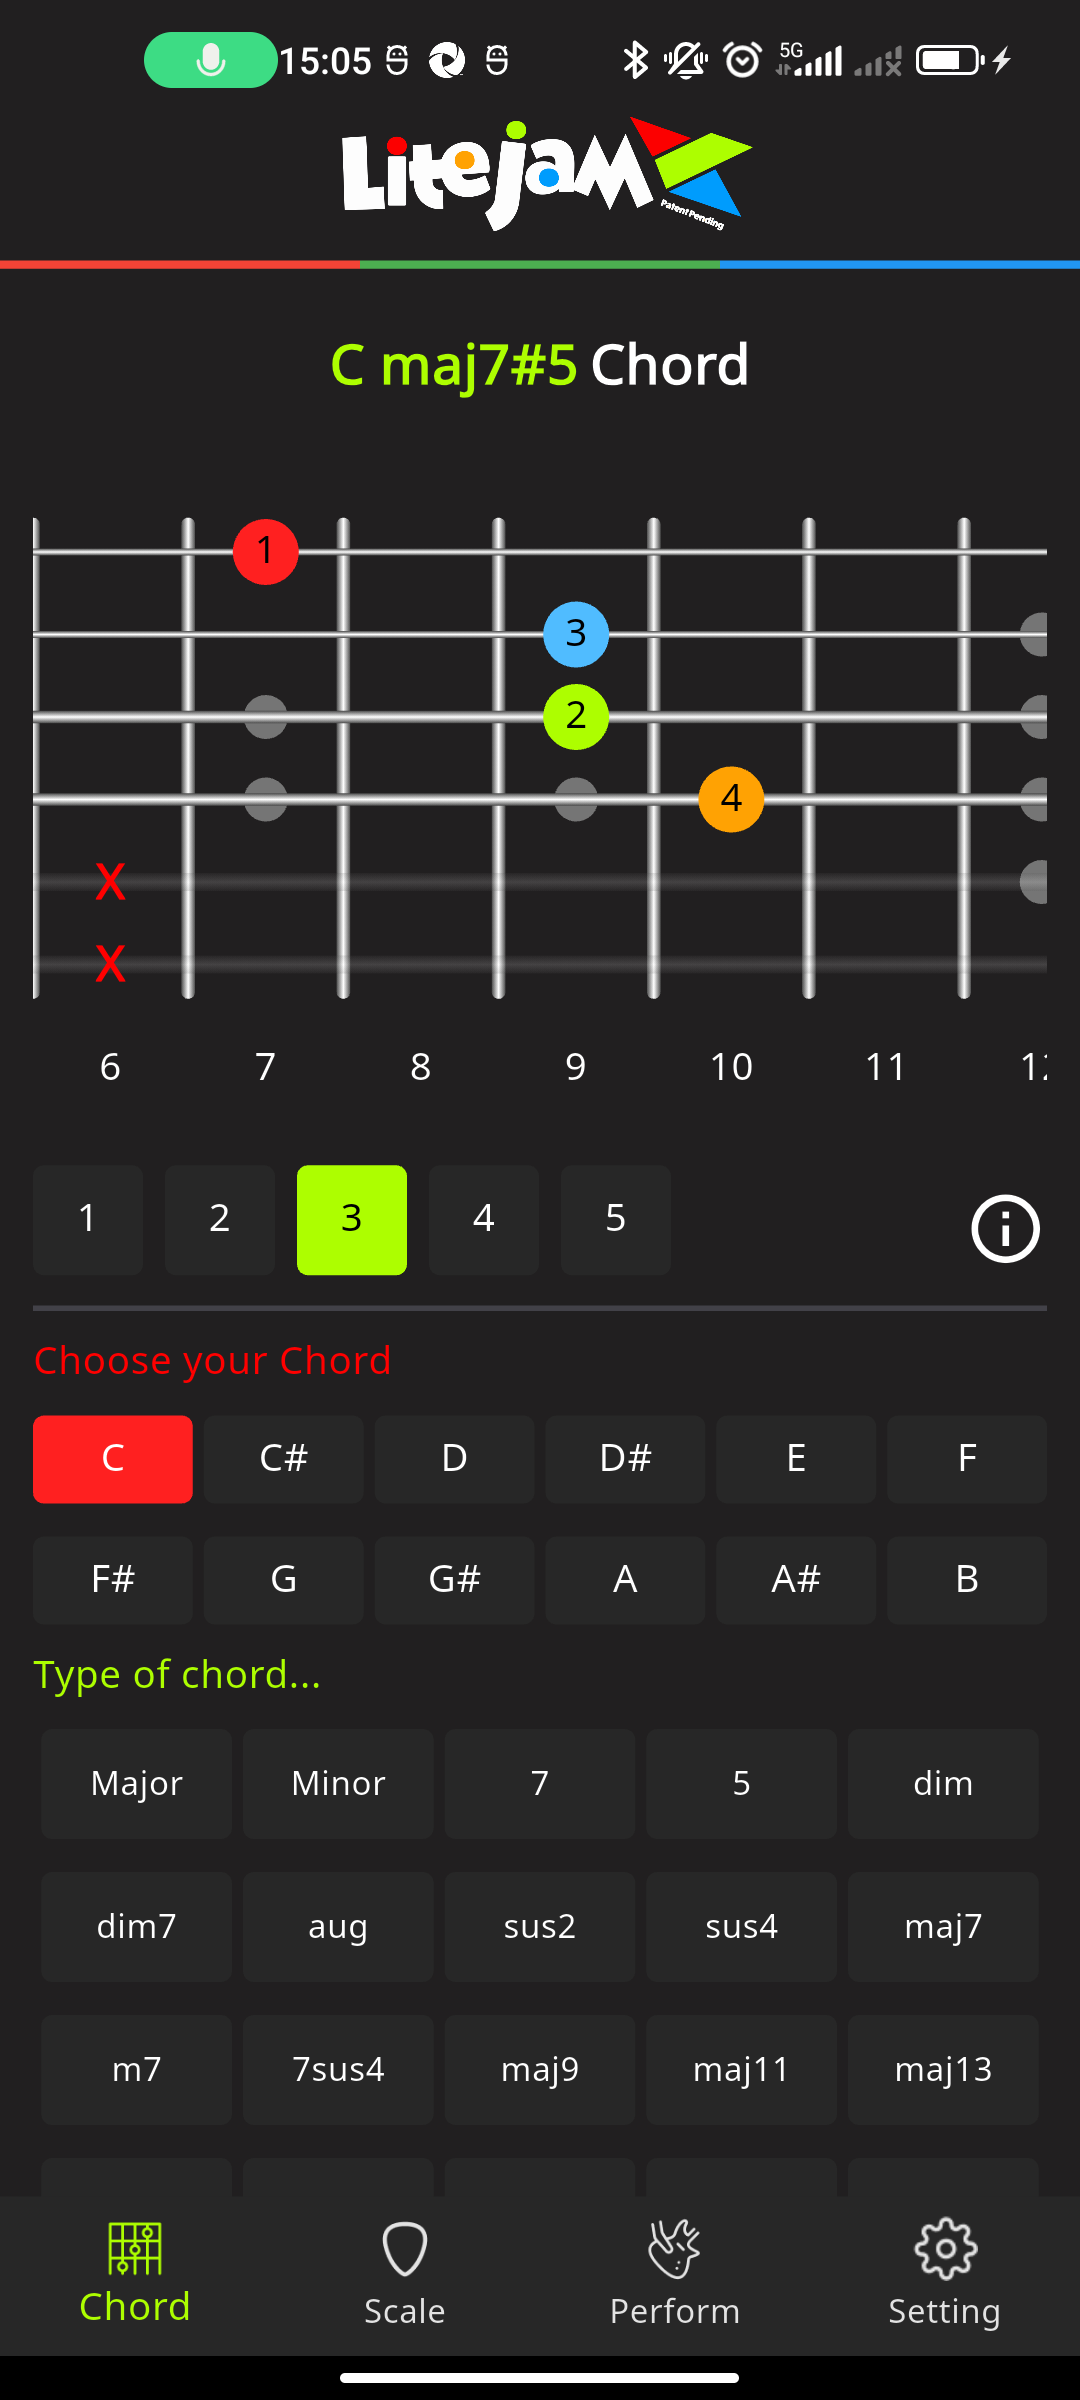 15:05 5G
LiteJam
Patent Pending
C maj7#5 Chord
1
3
2
4
X
X
6 7 8 9 10 11
1 2 3 4 5
Choose your Chord
C C# D D# E F
F# G G# A A# B
Type of chord...
Major Minor 7 5 dim
dim7 aug sus2 sus4 maj7
m7 7sus4 maj9 maj11 maj13
Chord Scale Perform Setting